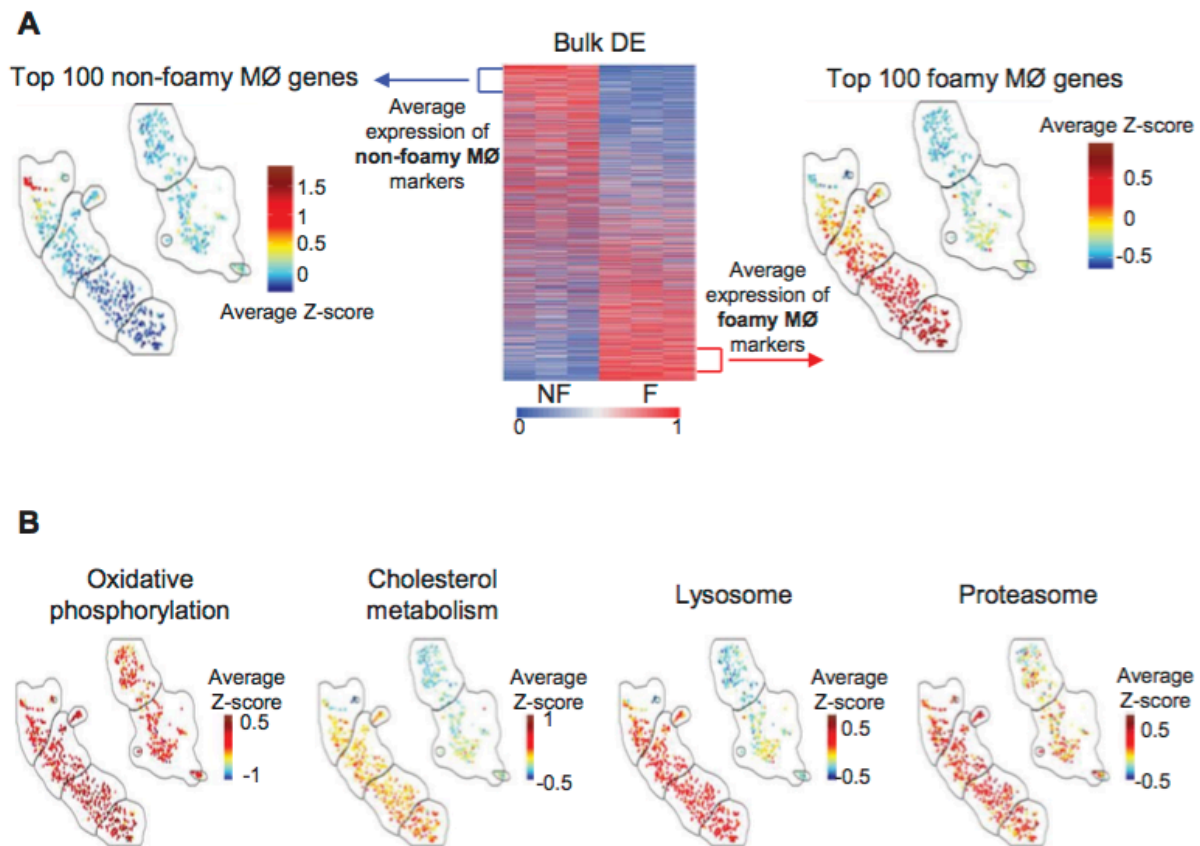 A
Bulk DE
Top 100 non-foamy MØ genes
Average
expression of
non-foamy MØ
markers
1.5
1
0.5
0
Average Z-score
NF
F
0
1
Average
expression of
foamy MØ
markers
Top 100 foamy MØ genes
Average Z-score
0.5
0
-0.5
B
Oxidative
phosphorylation
Average
Z-score
0.5
-1
Cholesterol
metabolism
Average
Z-score
1
-0.5
Lysosome
Average
Z-score
0.5
-0.5
Proteasome
Average
Z-score
0.5
-0.5